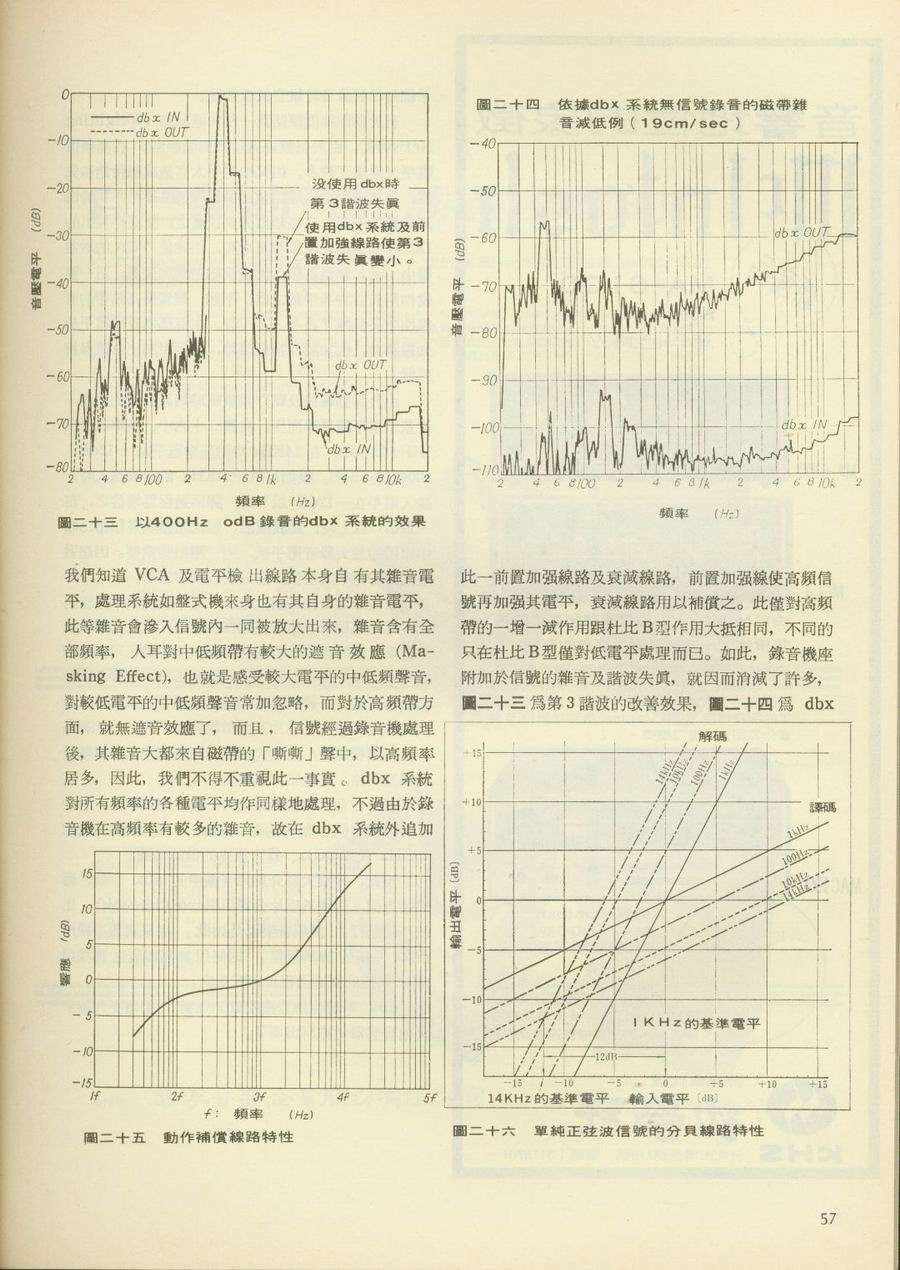 0
-10
-20
-30
-40
-50
-60
-70
-80
音壓電平 (dB)
dbx IN
dbx OUT
没使用dbx時
第3諧波失眞
使用dbx系統及前
置加強線路使第3
諧波失眞變小。
dbx OUT
dbx IN
2 4 6 8 100 2 4 6 8 1k 2 4 6 8 10k 2
頻率 (Hz)
圖二十三 以400Hz odB錄音的dbx 系統的效果
圖二十四 依據dbx 系統無信號錄音的磁帶雜
音減低例(19cm/sec)
-40
-50
-60
-70
-80
-90
-100
-110
音壓電平 (dB)
dbx OUT
dbx IN
2 4 6 8 100 2 4 6 8 1k 2 4 6 8 10k 2
頻率 (Hz)
我們知道 VCA 及電平檢出線路本身自有其雜音電
平，處理系統如盤式機來身也有其自身的雜音電平，
此等雜音會滲入信號內一同被放大出來，雜音含有全
部頻率，人耳對中低頻帶有較大的遮音效應 (Ma-
sking Effect)，也就是感受較大電平的中低頻聲音，
對較低電平的中低頻聲音常加忽略，而對於高頻帶方
面，就無遮音效應了，而且，信號經過錄音機處理
後，其雜音大都來自磁帶的「嘶嘶」聲中，以高頻率
居多，因此，我們不得不重視此一事實。dbx 系統
對所有頻率的各種電平均作同樣地處理，不過由於錄
音機在高頻率有較多的雜音，故在 dbx 系統外追加
15
10
5
0
-5
-10
-15
響應 (dB)
1f 2f 3f 4f 5f
f：頻率 (Hz)
圖二十五 動作補償線路特性
此一前置加强線路及衰減線路，前置加强線使高頻信
號再加强其電平，衰減線路用以補償之。此僅對高頻
帶的一增一減作用跟杜比B型作用大抵相同，不同的
只在杜比B型僅對低電平處理而已。如此，錄音機座
附加於信號的雜音及諧波失眞，就因而消減了許多，
圖二十三爲第3諧波的改善效果，圖二十四爲 dbx
解碼
14kHz
10kHz
100Hz
1kHz
譯碼
1kHz
100Hz
10kHz
14kHz
+15
+10
+5
0
-5
-10
-15
輸出電平 [dB]
1KHz的基準電平
12dB
-15 -10 -5 0 +5 +10 +15
14KHz的基準電平 輸入電平 [dB]
圖二十六 單純正弦波信號的分貝線路特性
57